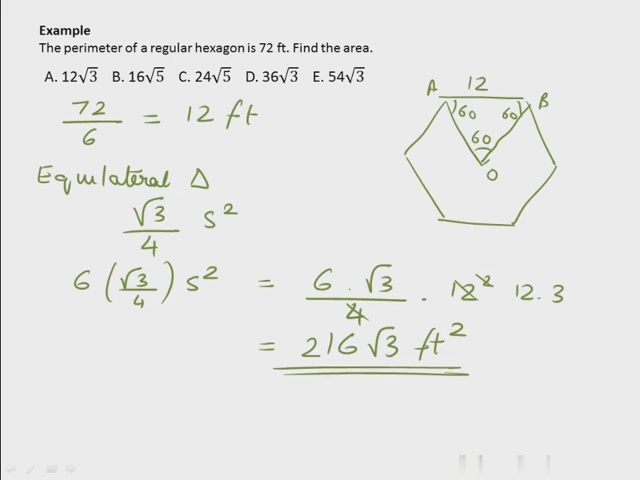 Example
The perimeter of a regular hexagon is 72 ft. Find the area.
A. 12√3 B. 16√5 C. 24√5 D. 36√3 E. 54√3
72/6 = 12 ft
A 12 B
60 60
60
O
Equilateral Δ
√3/4 s²
6 (√3/4) s² = 6 · √3/4 · 12² 12.3
= 216√3 ft²